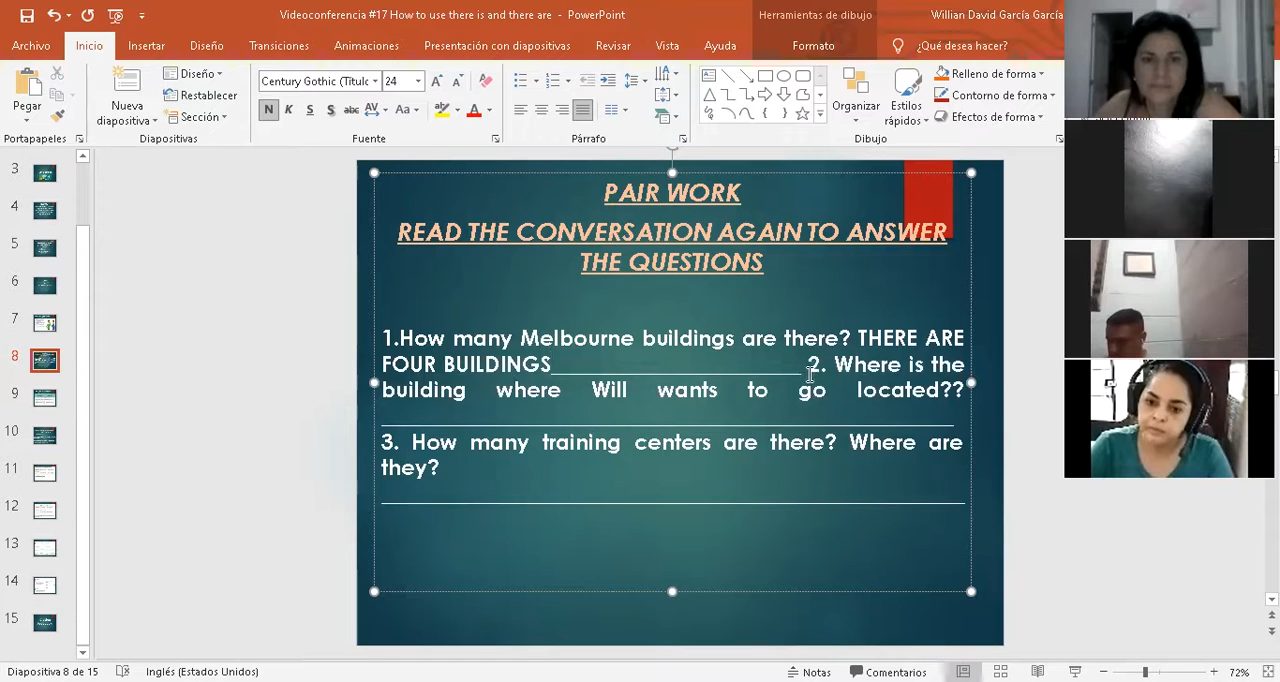 Videoconferencia #17 How to use there is and there are - PowerPoint
Herramientas de dibujo
Willian David García García
Archivo Inicio Insertar Diseño Transiciones Animaciones Presentación con diapositivas Revisar Vista Ayuda Formato ¿Qué desea hacer?
Pegar
Nueva diapositiva
Diseño
Restablecer
Sección
Century Gothic (Títulc 24
N K S S abc AV Aa A
Organizar
Estilos rápidos
Relleno de forma
Contorno de forma
Efectos de forma
Portapapeles Diapositivas Fuente Párrafo Dibujo
3
4
5
6
7
8
9
10
11
12
13
14
15
PAIR WORK
READ THE CONVERSATION AGAIN TO ANSWER
THE QUESTIONS
1.How many Melbourne buildings are there? THERE ARE
FOUR BUILDINGS____________________ 2. Where is the
building where Will wants to go located??
3. How many training centers are there? Where are
they?
Diapositiva 8 de 15 Inglés (Estados Unidos) Notas Comentarios 72%